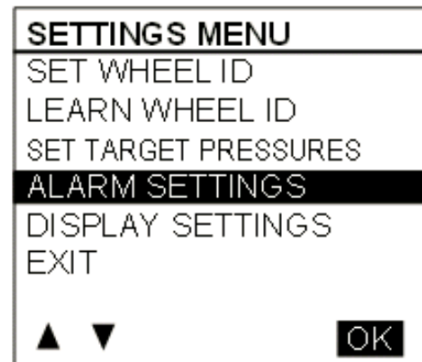 SETTINGS MENU
SET WHEEL ID
LEARN WHEEL ID
SET TARGET PRESSURES
ALARM SETTINGS
DISPLAY SETTINGS
EXIT
▲ ▼ OK